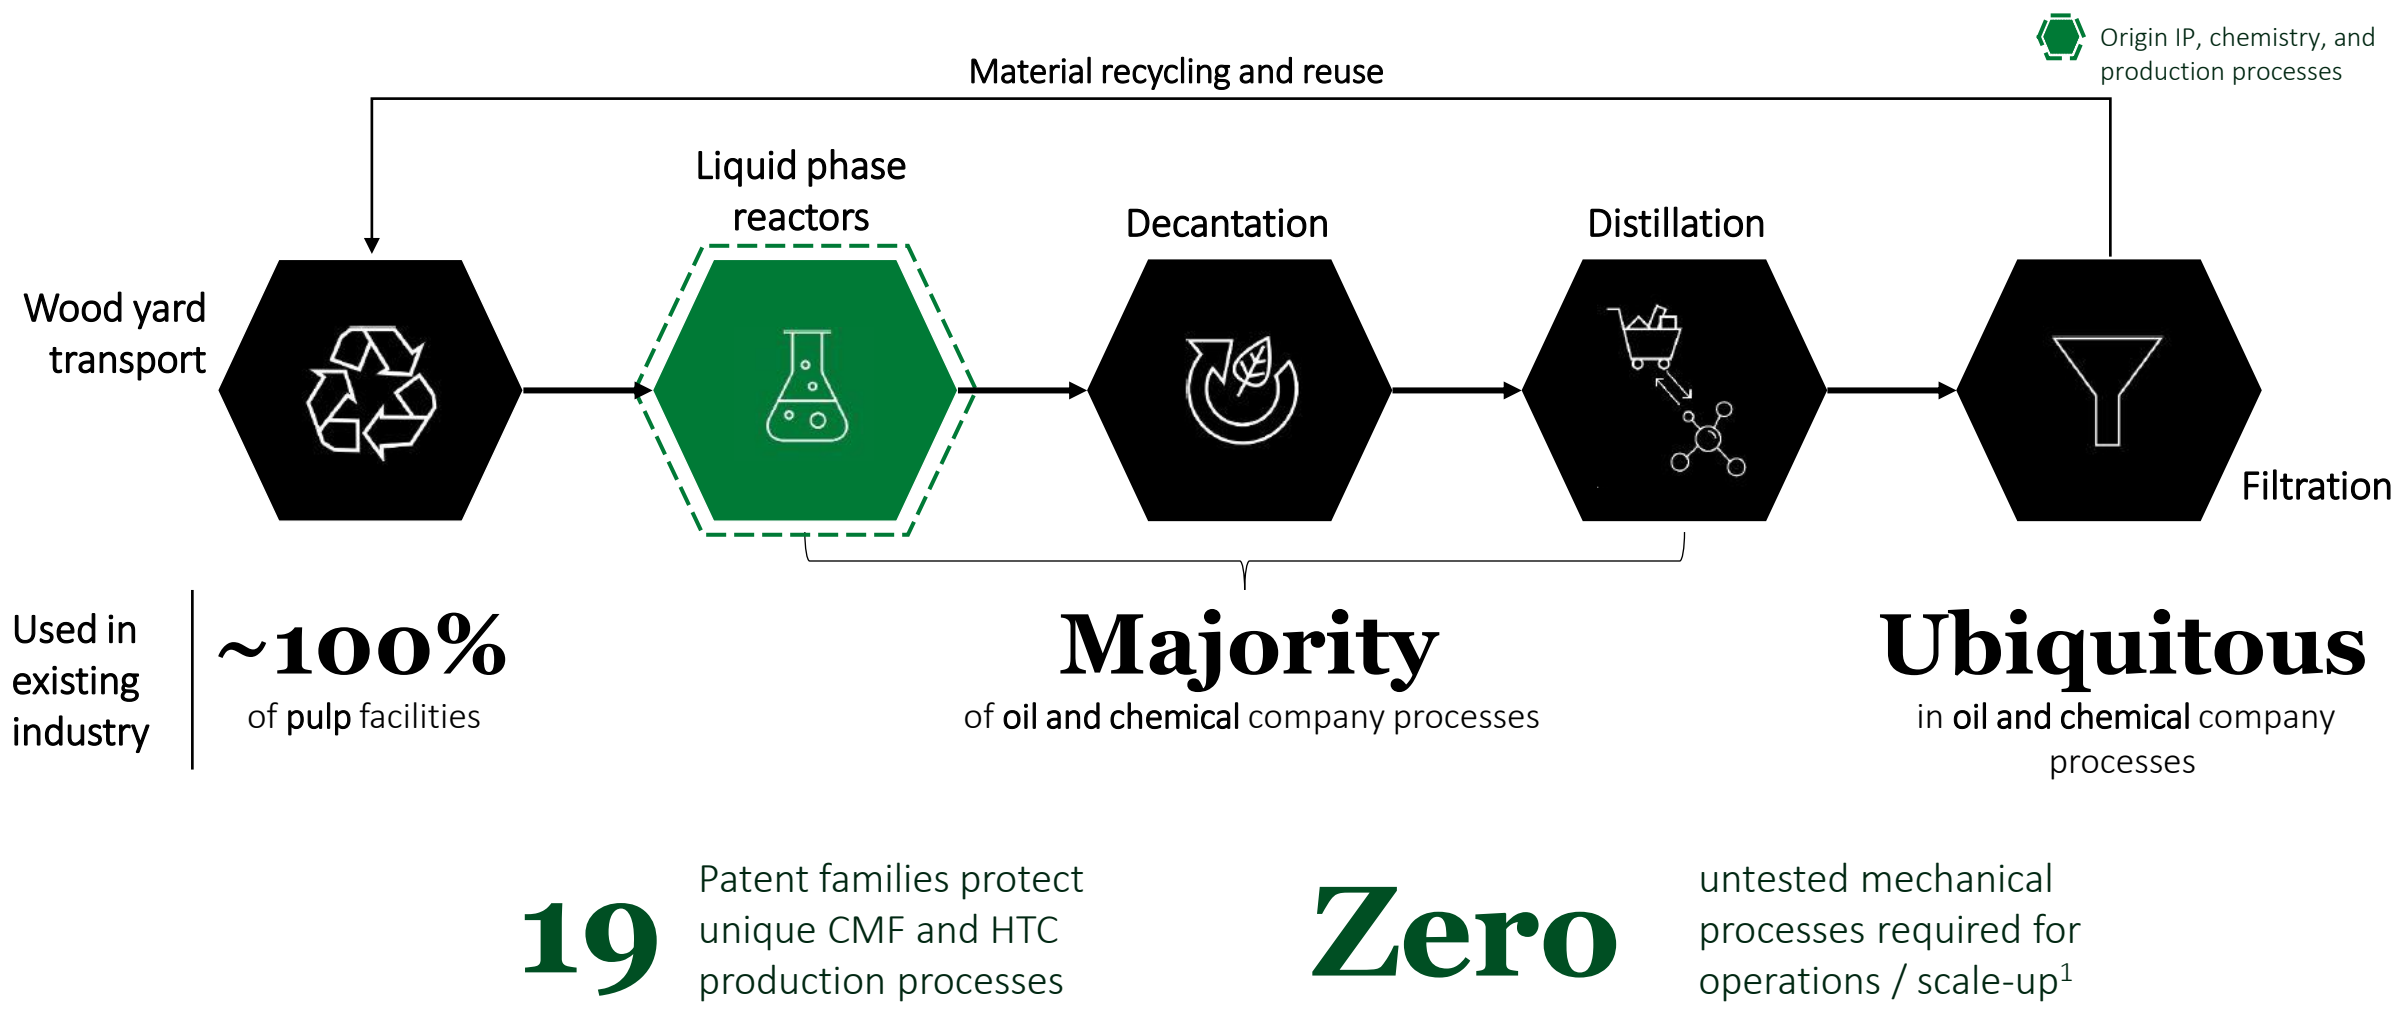 Origin IP, chemistry, and
production processes
Material recycling and reuse
Liquid phase
reactors
Decantation
Distillation
Wood yard
transport
Filtration
Used in
existing
industry
~100%
of pulp facilities
Majority
of oil and chemical company processes
Ubiquitous
in oil and chemical company
processes
19
Patent families protect
unique CMF and HTC
production processes
Zero
untested mechanical
processes required for
operations / scale-up¹